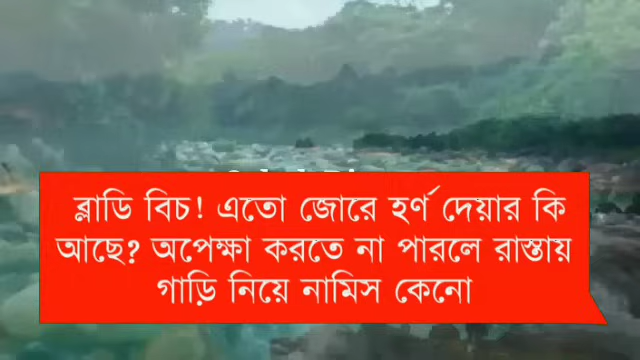 ব্লাডি বিচ! এতো জোরে হর্ণ দেয়ার কি
আছে? অপেক্ষা করতে না পারলে রাস্তায়
গাড়ি নিয়ে নামিস কেনো